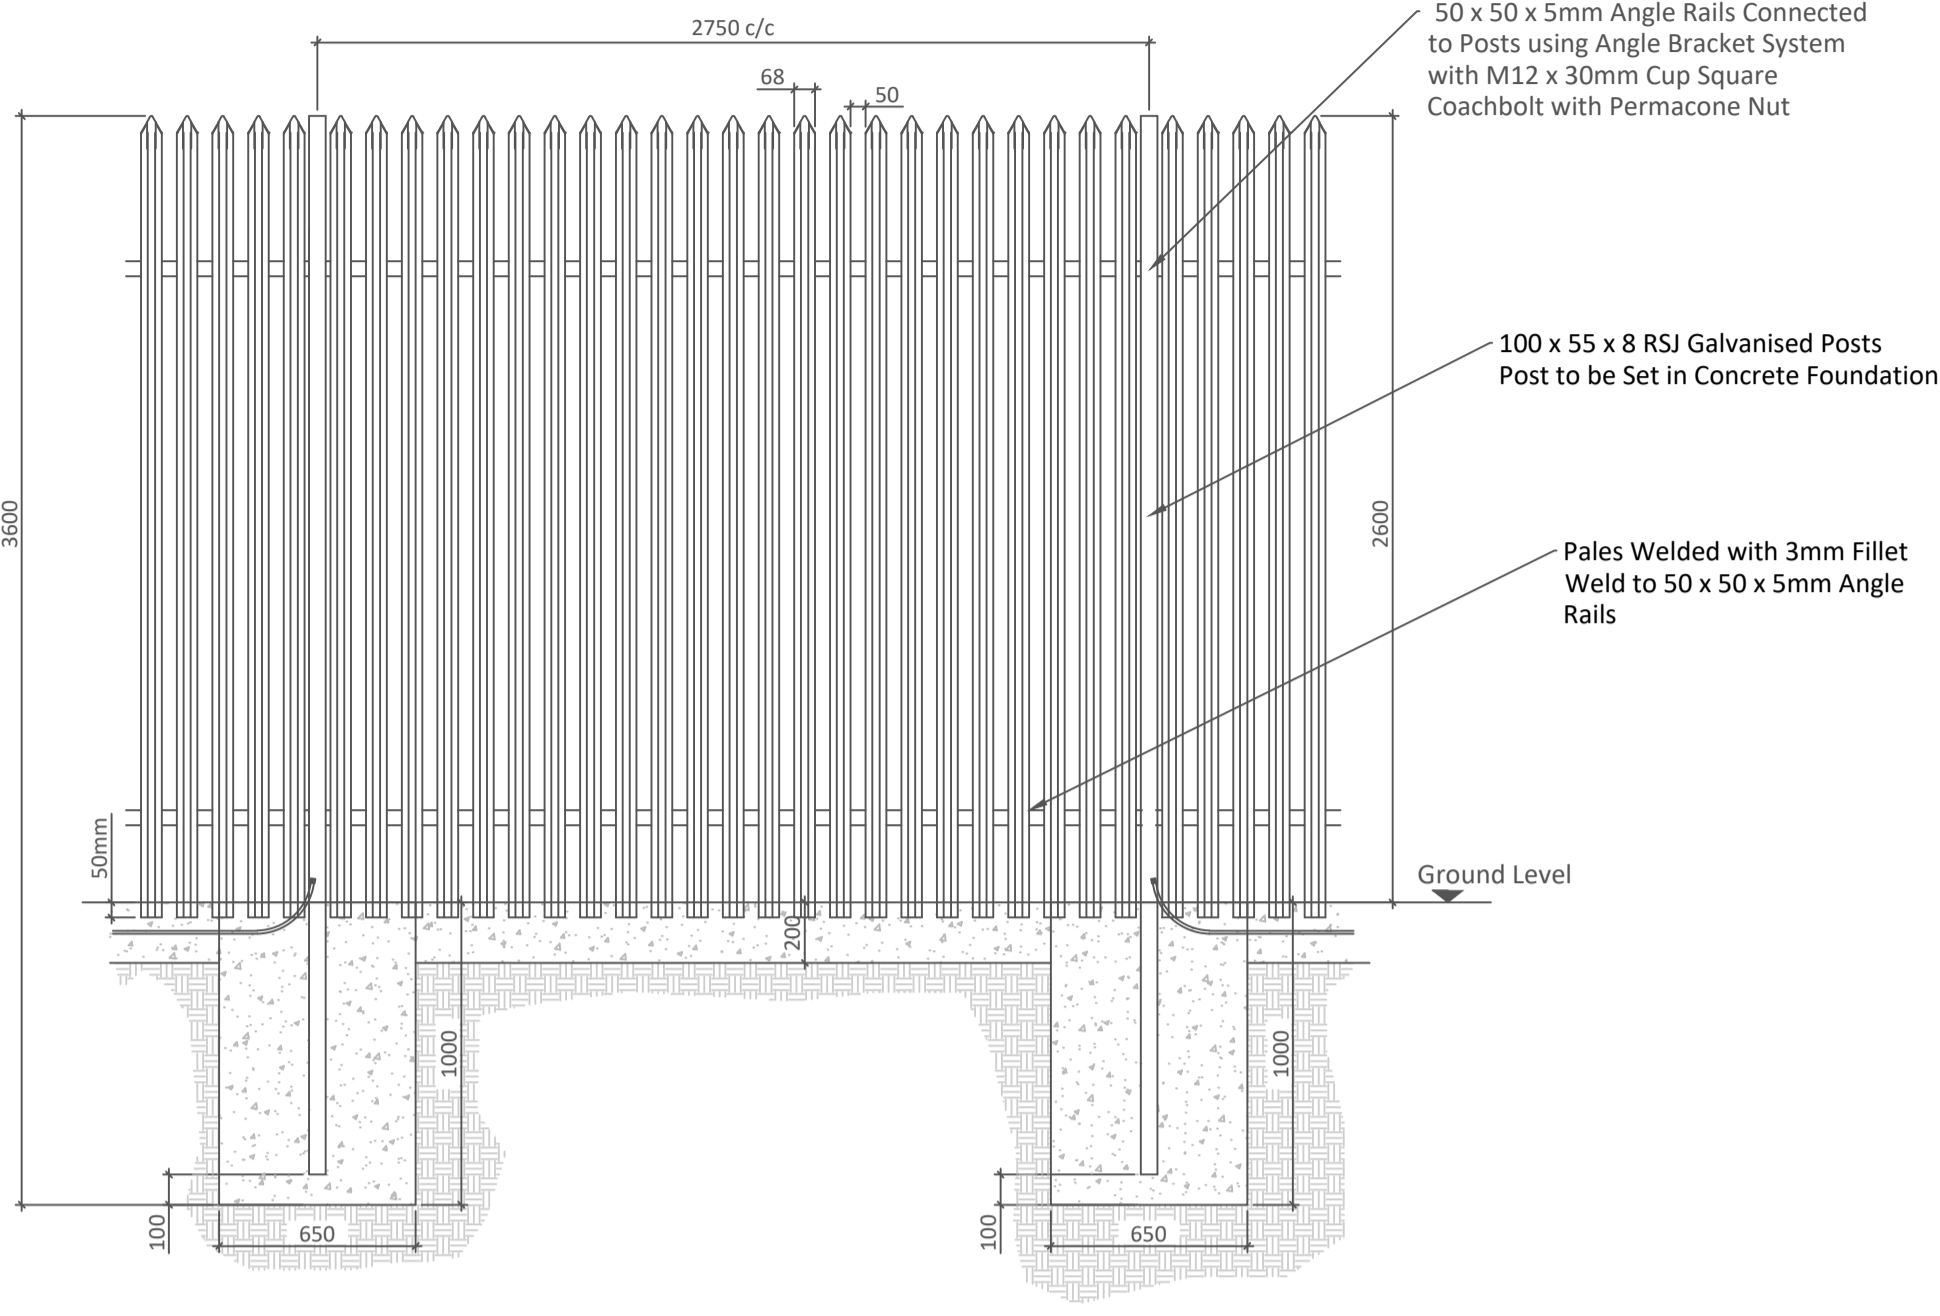 2750 c/c
68
50
50 x 50 x 5mm Angle Rails Connected
to Posts using Angle Bracket System
with M12 x 30mm Cup Square
Coachbolt with Permacone Nut
100 x 55 x 8 RSJ Galvanised Posts
Post to be Set in Concrete Foundation
3600
2600
Pales Welded with 3mm Fillet
Weld to 50 x 50 x 5mm Angle
Rails
50mm
Ground Level
200
1000
1000
100
650
100
650